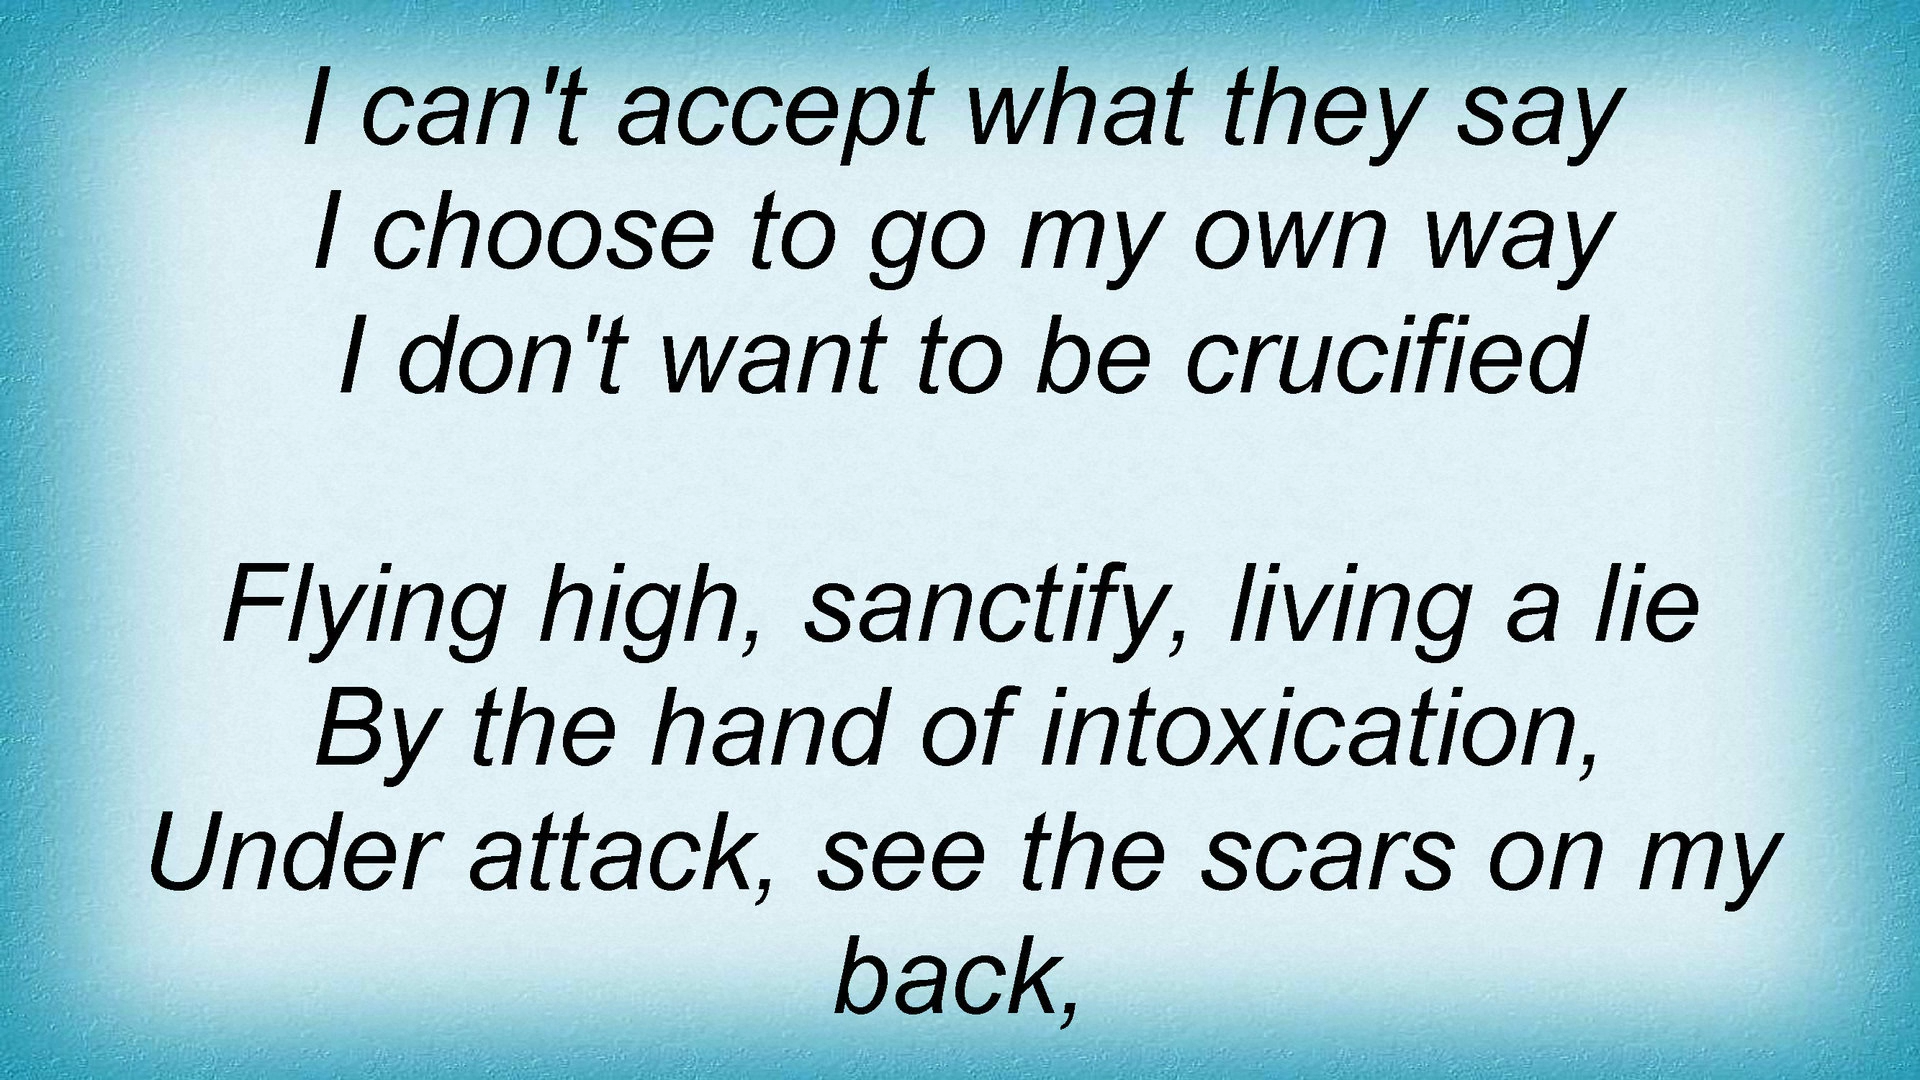 I can't accept what they say
I choose to go my own way
I don't want to be crucified
Flying high, sanctify, living a lie
By the hand of intoxication,
Under attack, see the scars on my
back,